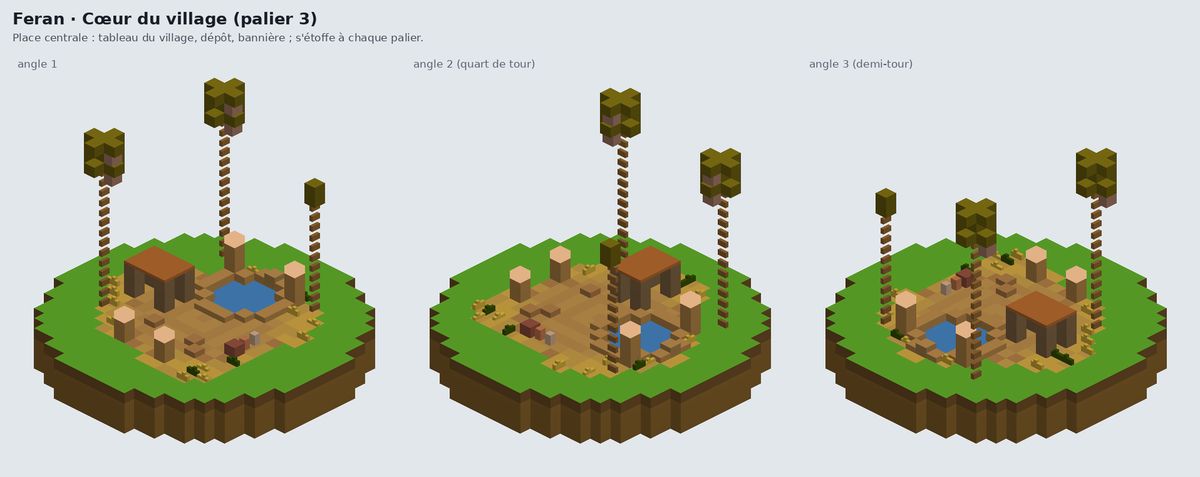 Feran · Cœur du village (palier 3)
Place centrale : tableau du village, dépôt, bannière ; s'étoffe à chaque palier.
angle 1
angle 2 (quart de tour)
angle 3 (demi-tour)